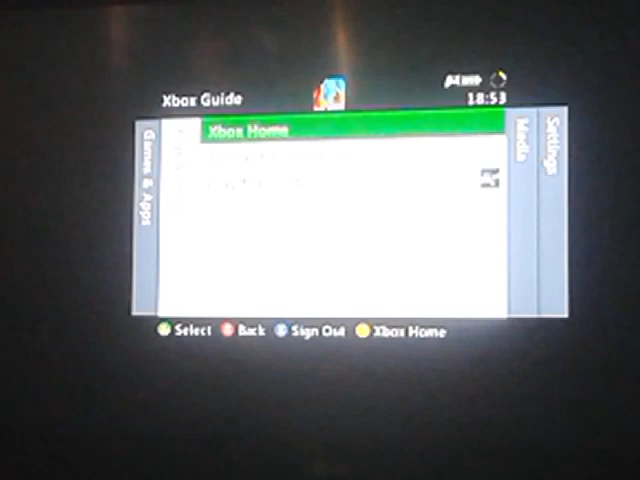 Xbox Guide
18:53
Games & Apps
Xbox Home
Media
Settings
Select Back Sign Out Xbox Home